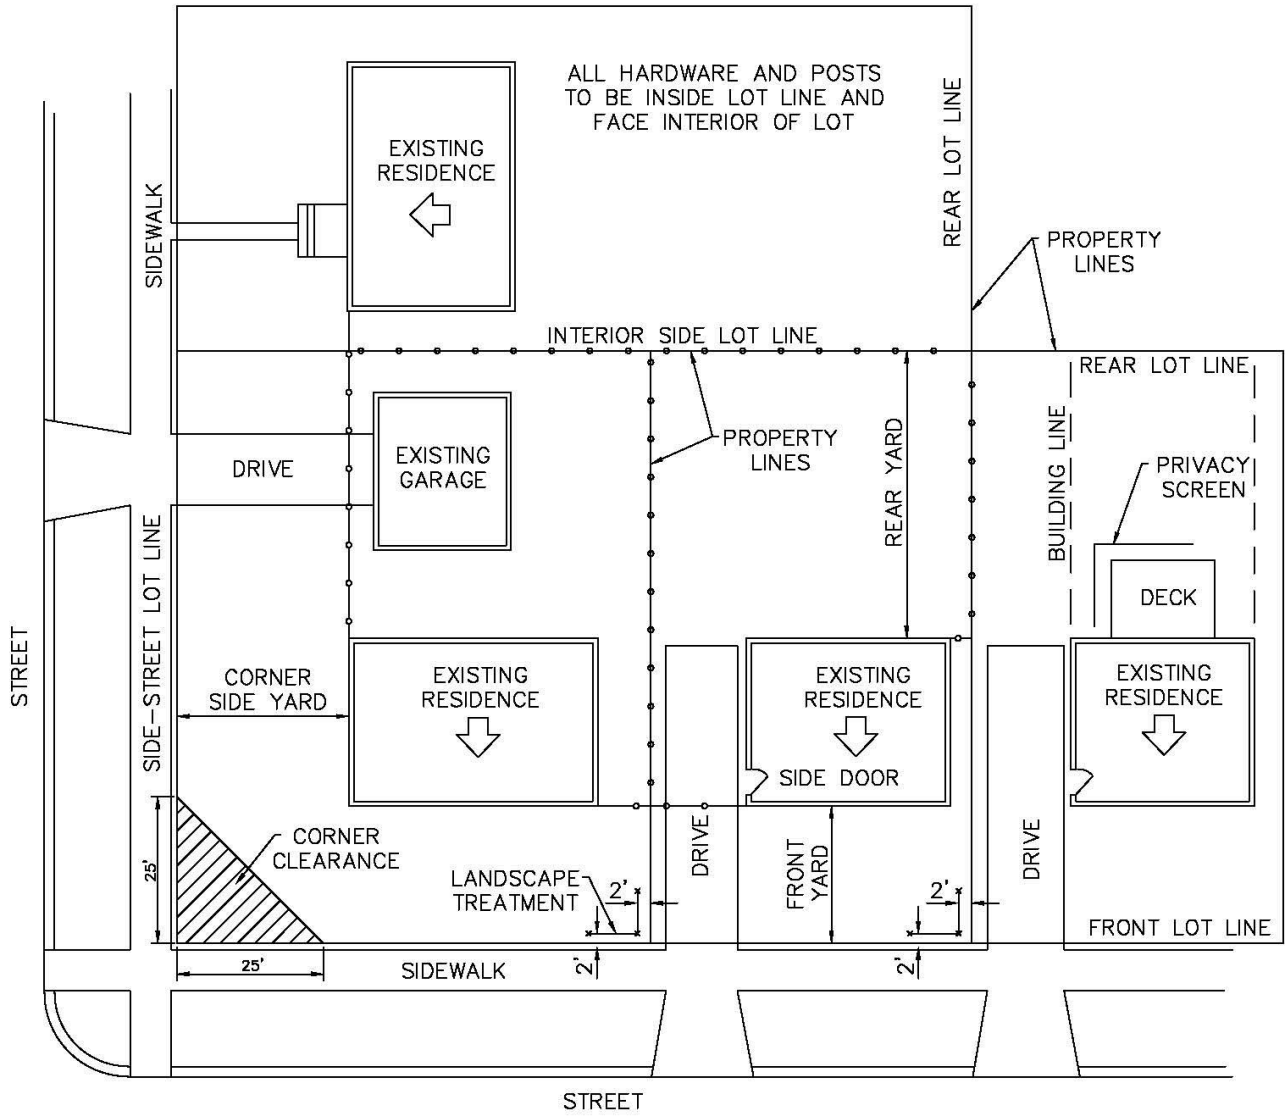 ALL HARDWARE AND POSTS
TO BE INSIDE LOT LINE AND
FACE INTERIOR OF LOT
EXISTING
RESIDENCE
SIDEWALK
REAR LOT LINE
PROPERTY
LINES
INTERIOR SIDE LOT LINE
REAR LOT LINE
DRIVE
EXISTING
GARAGE
PROPERTY
LINES
REAR YARD
BUILDING LINE
PRIVACY
SCREEN
DECK
STREET
SIDE-STREET LOT LINE
CORNER
SIDE YARD
EXISTING
RESIDENCE
EXISTING
RESIDENCE
SIDE DOOR
EXISTING
RESIDENCE
25'
CORNER
CLEARANCE
LANDSCAPE
TREATMENT
2'
DRIVE
FRONT
YARD
2'
DRIVE
FRONT LOT LINE
25'
SIDEWALK
2'
2'
STREET